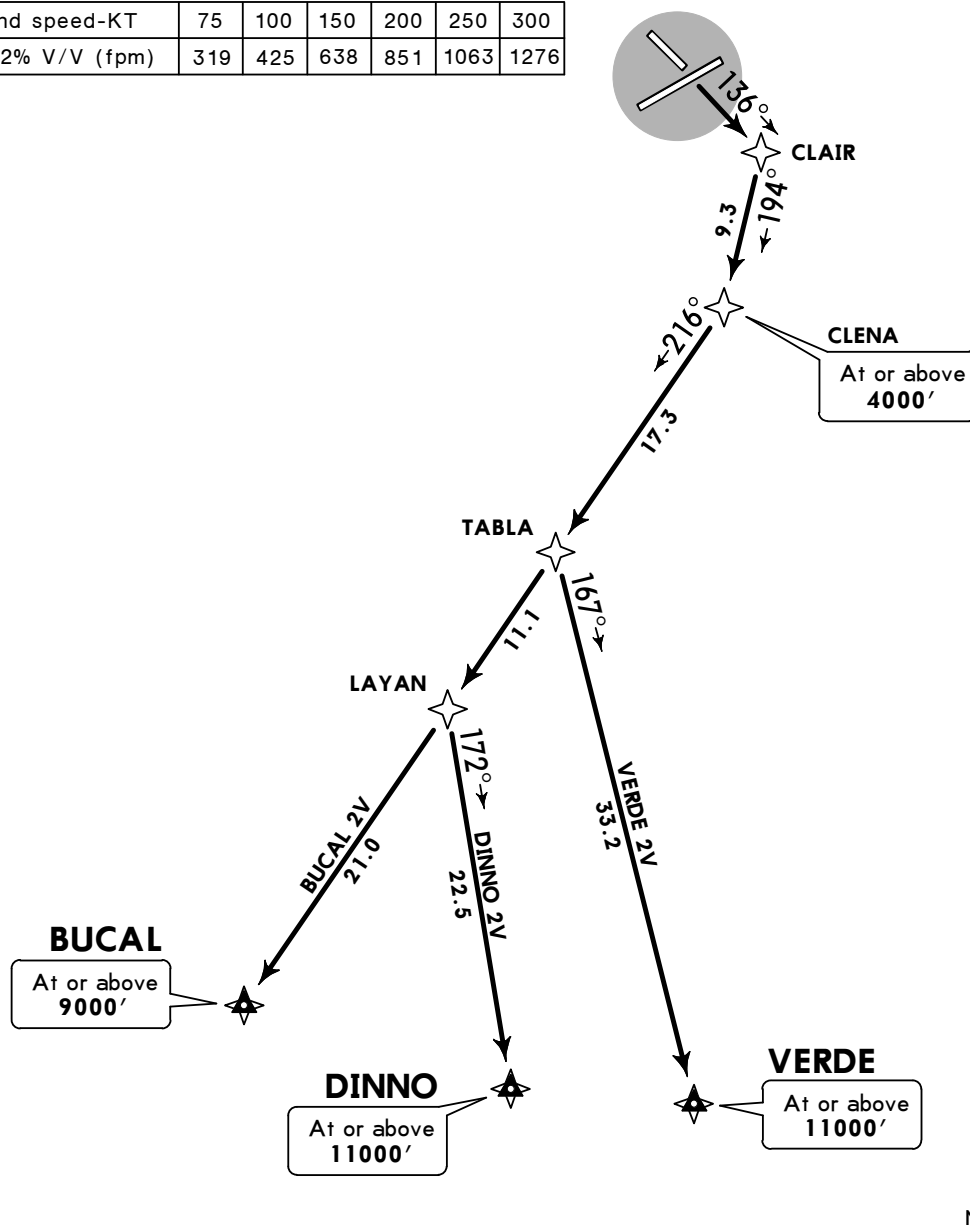 nd speed-KT 75 100 150 200 250 300
2% V/V (fpm) 319 425 638 851 1063 1276
136°
CLAIR
194°
9.3
216°
CLENA
At or above
4000′
17.3
TABLA
167°
11.1
LAYAN
172°
VERDE 2V
33.2
BUCAL 2V
21.0
DINNO 2V
22.5
BUCAL
At or above
9000′
VERDE
At or above
11000′
DINNO
At or above
11000′